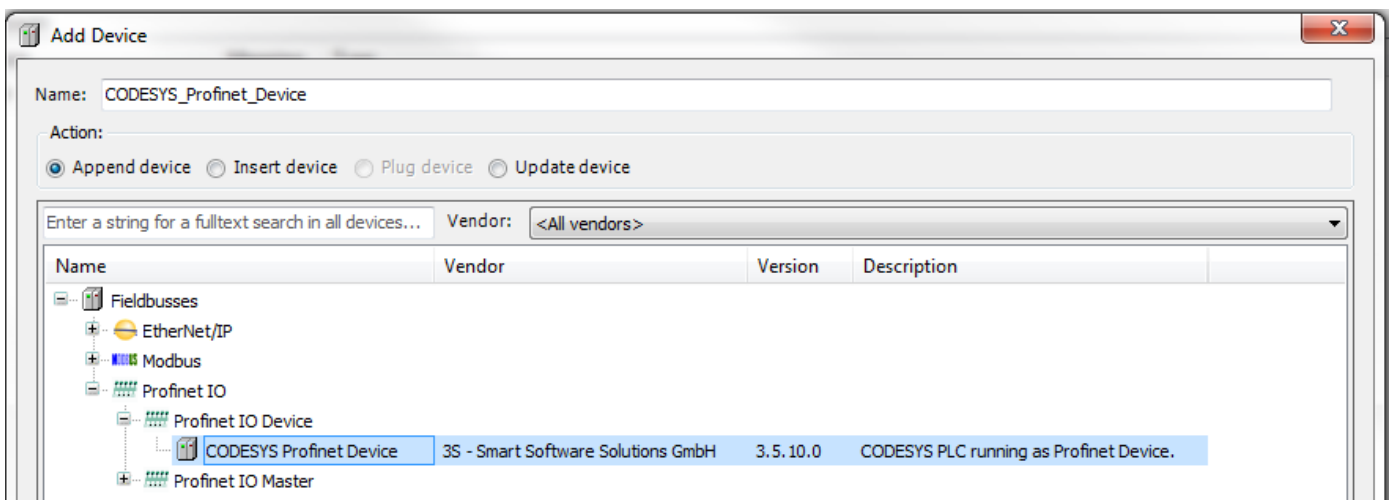 Add Device
Name: CODESYS_Profinet_Device
Action:
Append device Insert device Plug device Update device
Enter a string for a fulltext search in all devices... Vendor: <All vendors>
Name Vendor Version Description
Fieldbusses
EtherNet/IP
Modbus
Profinet IO
Profinet IO Device
CODESYS Profinet Device 3S - Smart Software Solutions GmbH 3.5.10.0 CODESYS PLC running as Profinet Device.
Profinet IO Master